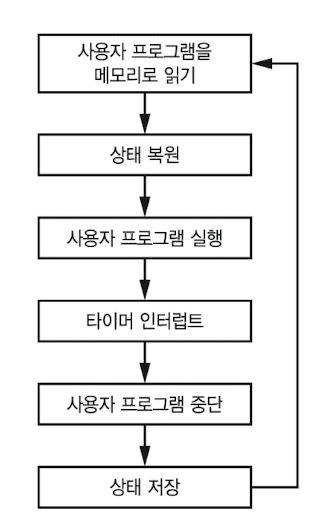 사용자 프로그램을
메모리로 읽기
상태 복원
사용자 프로그램 실행
타이머 인터럽트
사용자 프로그램 중단
상태 저장